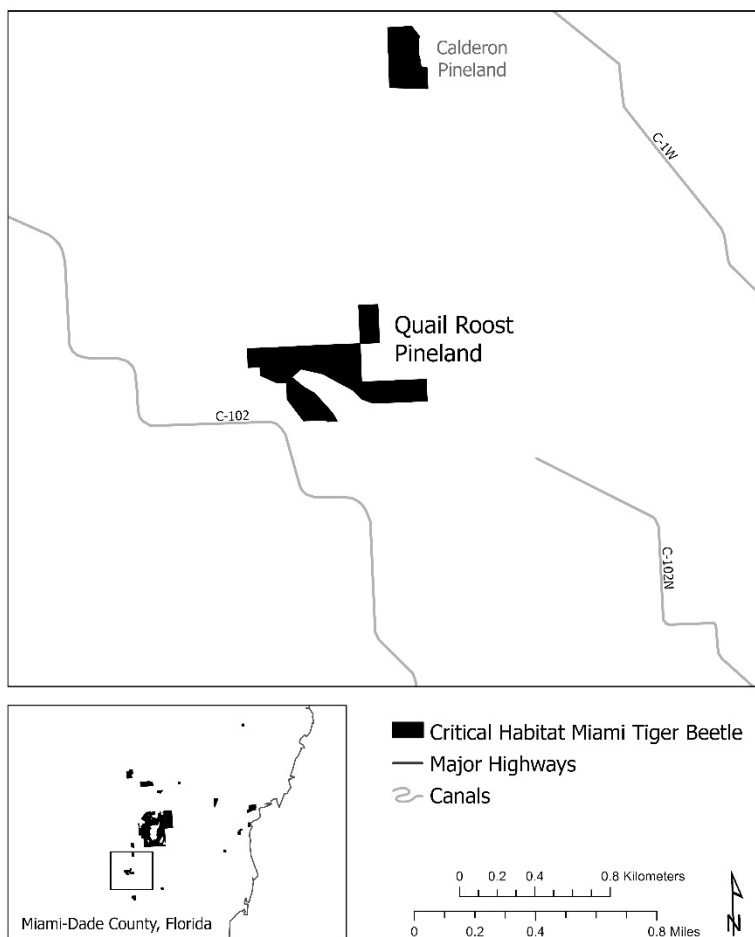 Calderon
Pineland
C-1W
Quail Roost
Pineland
C-102
C-102N
Miami-Dade County, Florida
Critical Habitat Miami Tiger Beetle
Major Highways
Canals
0 0.2 0.4 0.8 Kilometers
0 0.2 0.4 0.8 Miles
N